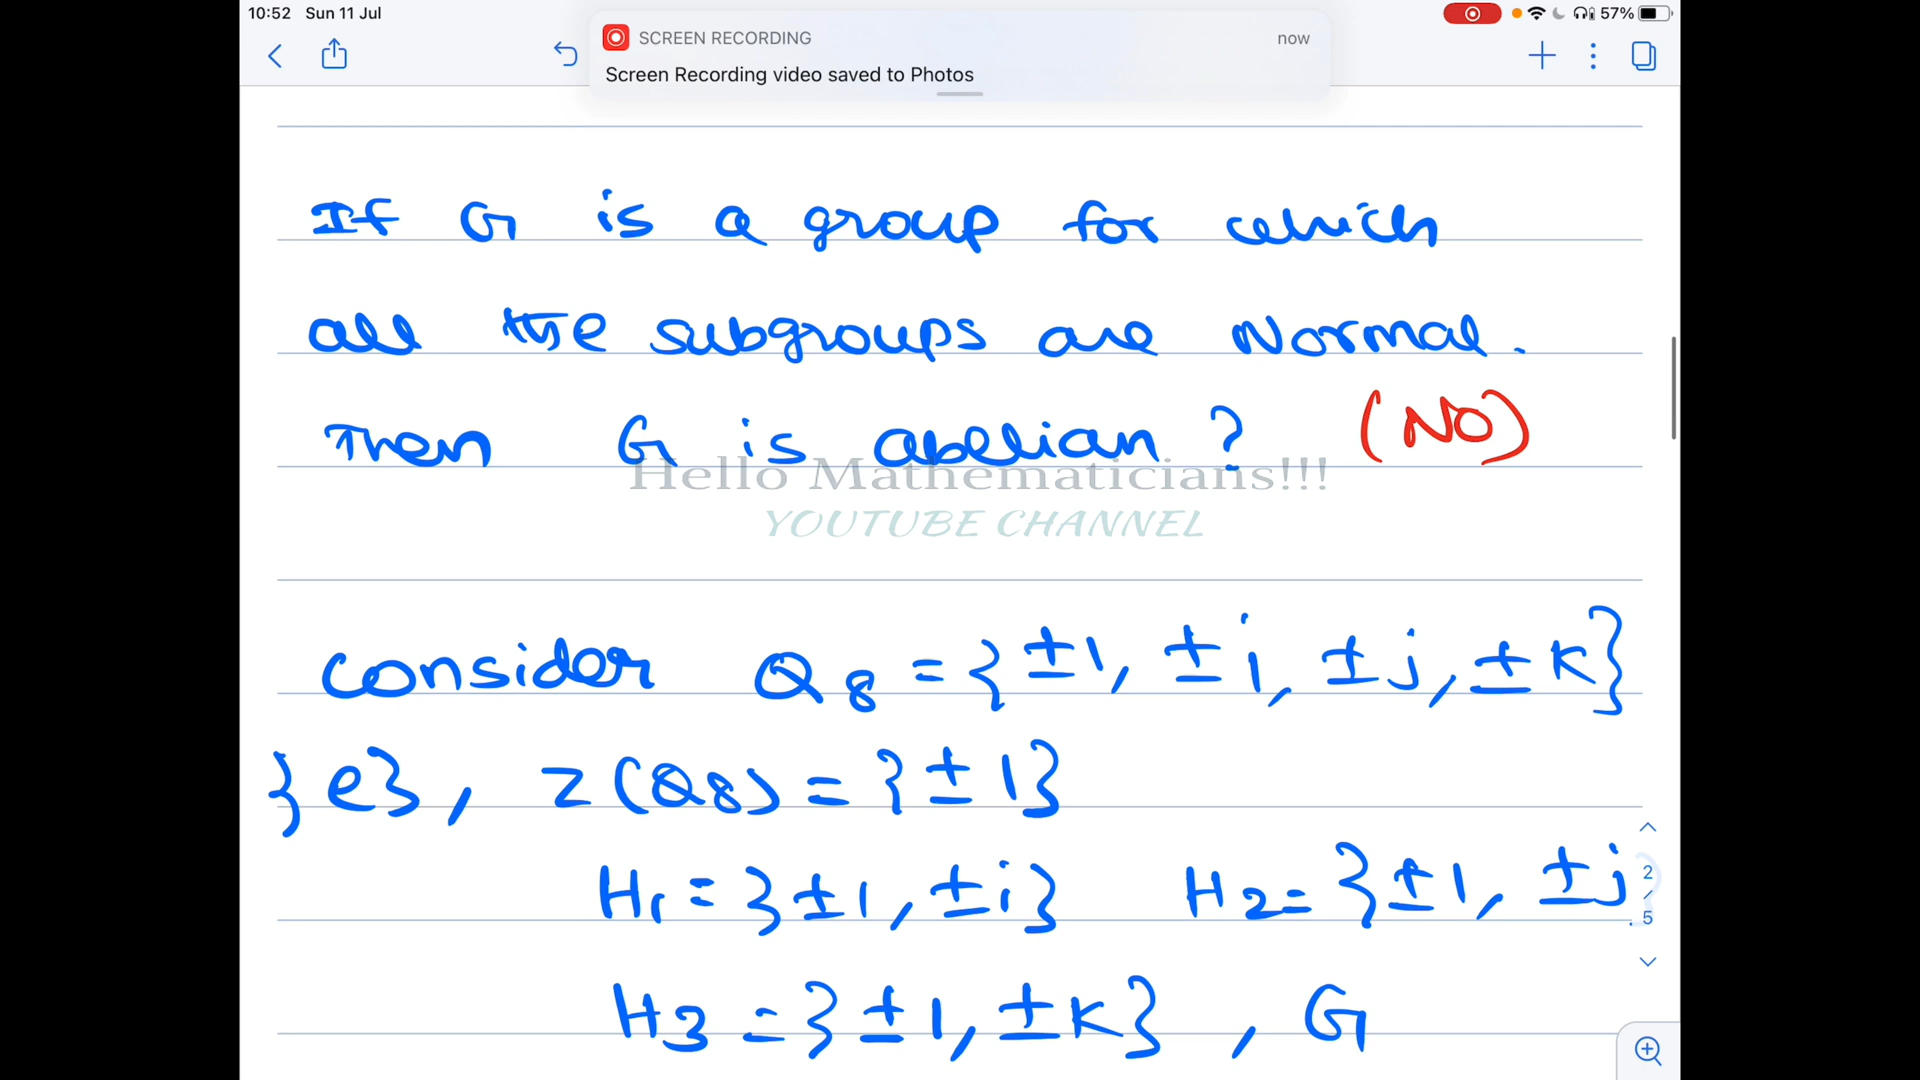 10:52 Sun 11 Jul
57%
SCREEN RECORDING now
Screen Recording video saved to Photos
If G is a group for which
all the subgroups are Normal.
Then G is abelian ? (NO)
Hello Mathematicians!!!
YOUTUBE CHANNEL
Consider Q8 = {±1, ±i, ±j, ±k}
{e}, Z(Q8) = {±1}
H1 = {±1, ±i} H2 = {±1, ±j}
2 / 5
H3 = {±1, ±k} , G